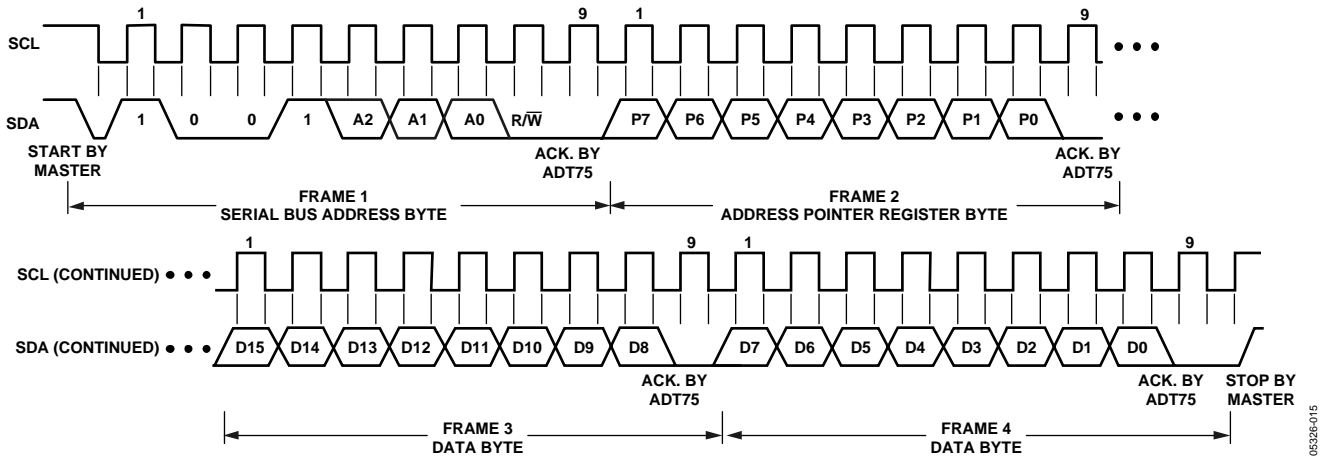 1 9 1 9
SCL
SDA
1 0 0 1 A2 A1 A0 R/W̅ P7 P6 P5 P4 P3 P2 P1 P0
START BY
MASTER
ACK. BY
ADT75
ACK. BY
ADT75
FRAME 1
SERIAL BUS ADDRESS BYTE
FRAME 2
ADDRESS POINTER REGISTER BYTE
1 9 1 9
SCL (CONTINUED)
SDA (CONTINUED)
D15 D14 D13 D12 D11 D10 D9 D8 D7 D6 D5 D4 D3 D2 D1 D0
ACK. BY
ADT75
ACK. BY
ADT75
STOP BY
MASTER
FRAME 3
DATA BYTE
FRAME 4
DATA BYTE
05326-015